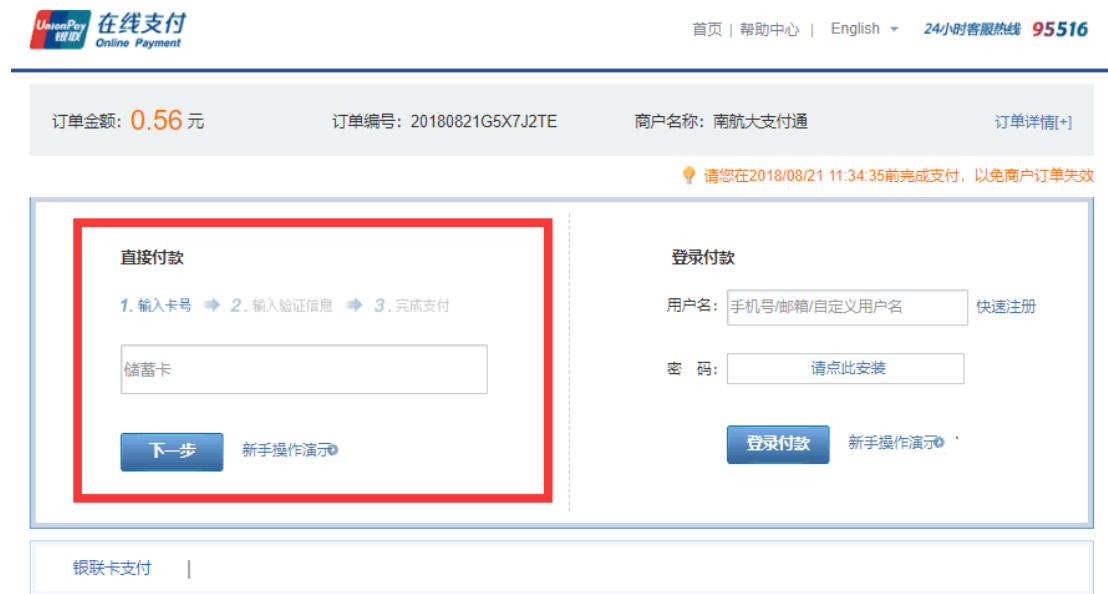 UnionPay 银联 在线支付 Online Payment
首页 | 帮助中心 | English 24小时客服热线 95516
订单金额: 0.56 元 订单编号: 20180821G5X7J2TE 商户名称: 南航大支付通 订单详情[+]
请您在2018/08/21 11:34:35前完成支付，以免商户订单失效
直接付款
1. 输入卡号 2. 输入验证信息 3. 完成支付
储蓄卡
下一步 新手操作演示
登录付款
用户名: 手机号/邮箱/自定义用户名 快速注册
密 码: 请点此安装
登录付款 新手操作演示 `
银联卡支付 |